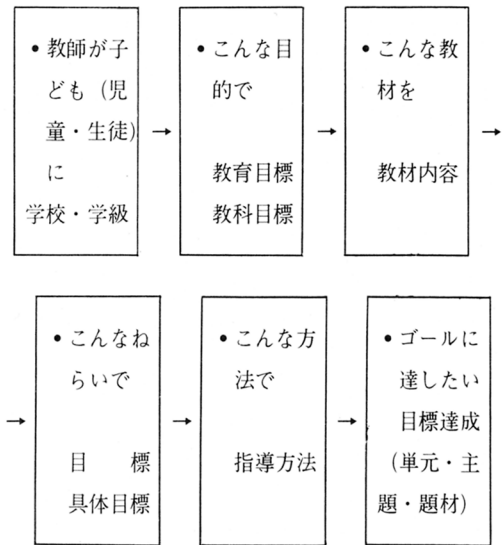 • 教師が子
ども（児
童・生徒）
に
学校・学級
→
• こんな目
的で
教育目標
教科目標
→
• こんな教
材を
教材内容
→
→
• こんなね
らいで
目　　標
具体目標
→
• こんな方
法で
指導方法
→
• ゴールに
達したい
目標達成
（単元・主
題・題材）